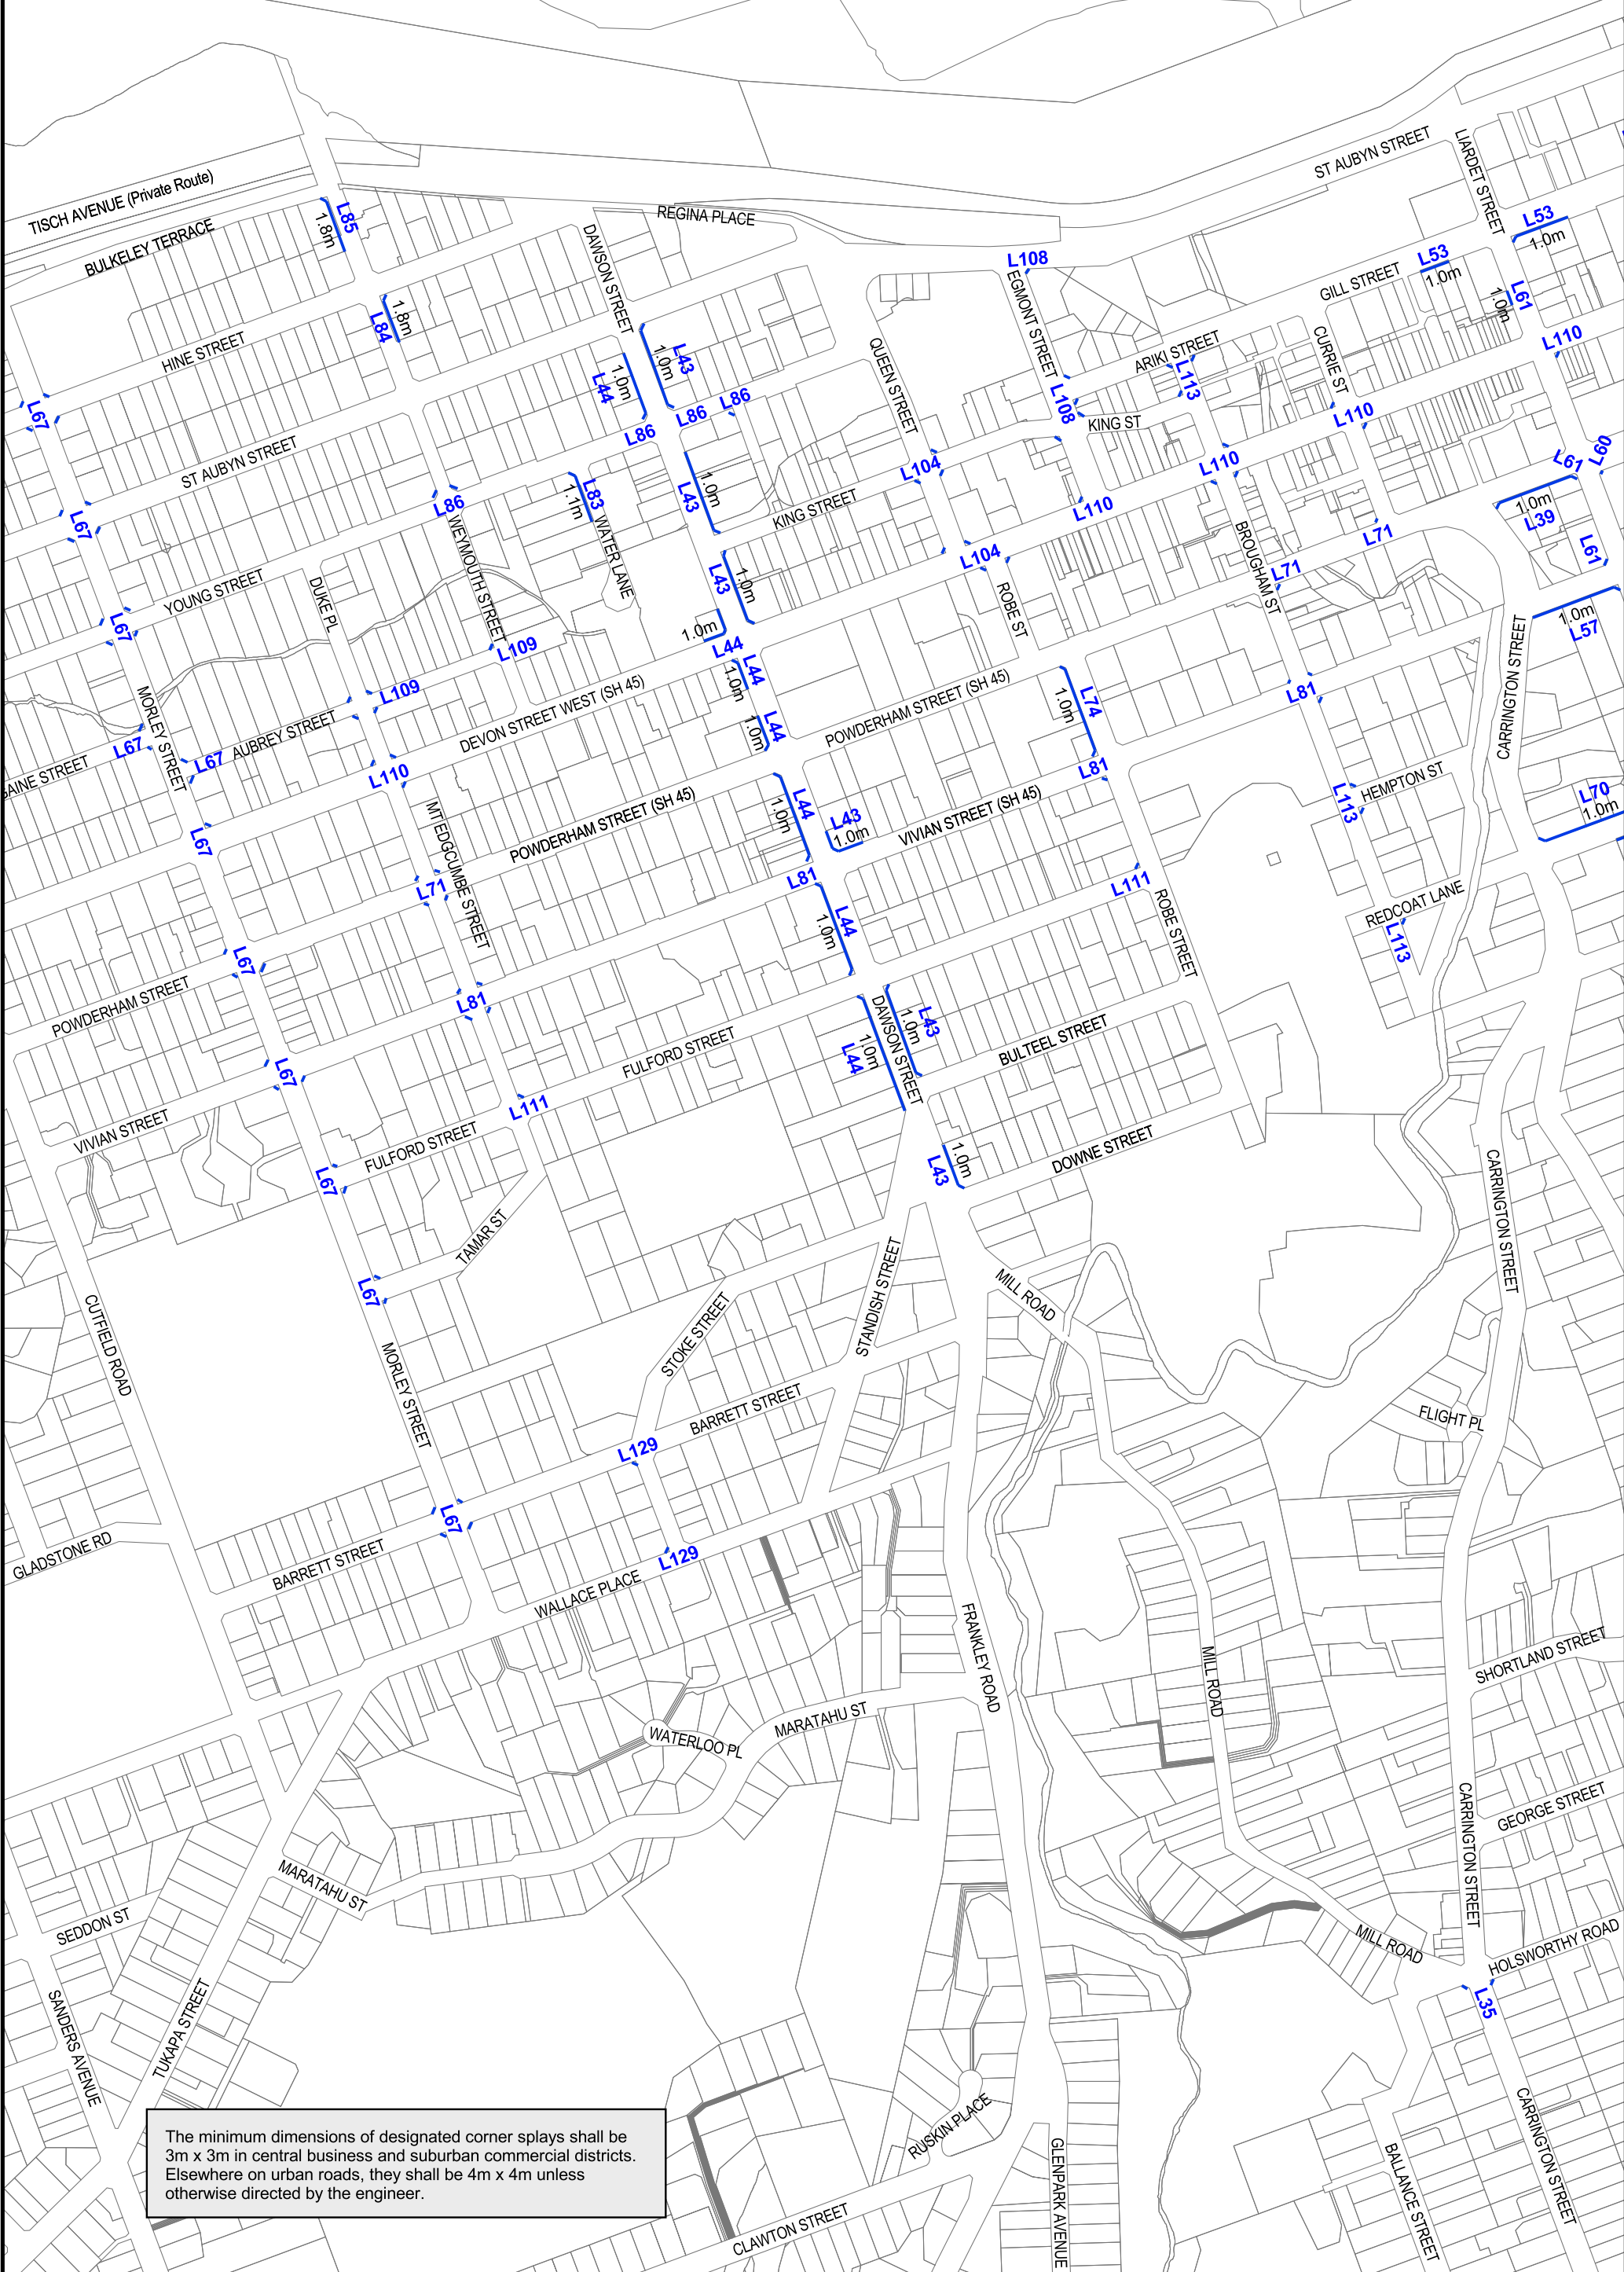 ST AUBYN STREET
LIARDET STREET
TISCH AVENUE (Private Route)
L85
1.8m
REGINA PLACE
L53
1.0m
BULKELEY TERRACE
DAWSON STREET
L108
L53
1.0m
EGMONT STREET
GILL STREET
1.0m
L61
L84
1.8m
HINE STREET
QUEEN STREET
ARIKI STREET
CURRIE ST
L110
L43
1.0m
L44
1.0m
L113
L67
L86
L86
L86
L108
KING ST
L110
ST AUBYN STREET
L104
L110
L61
L60
L86
L83
1.1m
1.0m
L43
KING STREET
L110
1.0m
L39
L67
WEYMOUTH STREET
WATER LANE
L104
BROUGHAM ST
L71
L61
YOUNG STREET
DUKE PL
L43
1.0m
ROBE ST
L71
L67
1.0m
1.0m
L57
L109
L44
CARRINGTON STREET
MORLEY STREET
L109
DEVON STREET WEST (SH 45)
L44
1.0m
L44
1.0m
POWDERHAM STREET (SH 45)
L74
1.0m
L81
L67
L67
AUBREY STREET
L110
L81
HEMPTON ST
L113
L70
1.0m
SAINE STREET
MT EDGCUMBE STREET
POWDERHAM STREET (SH 45)
L44
1.0m
L43
1.0m
VIVIAN STREET (SH 45)
L67
L71
L81
L111
REDCOAT LANE
L113
L44
1.0m
ROBE STREET
L67
POWDERHAM STREET
L81
FULFORD STREET
DAWSON STREET
L43
1.0m
L44
1.0m
BULTEEL STREET
L67
L111
VIVIAN STREET
FULFORD STREET
L67
L43
1.0m
DOWNE STREET
CARRINGTON STREET
TAMAR ST
L67
STANDISH STREET
MILL ROAD
CUTFIELD ROAD
STOKE STREET
MORLEY STREET
BARRETT STREET
FLIGHT PL
L129
L67
GLADSTONE RD
BARRETT STREET
L129
WALLACE PLACE
FRANKLEY ROAD
MILL ROAD
SHORTLAND STREET
MARATAHU ST
WATERLOO PL
CARRINGTON STREET
GEORGE STREET
MARATAHU ST
SEDDON ST
MILL ROAD
HOLSWORTHY ROAD
L35
SANDERS AVENUE
TUKAPA STREET
RUSKIN PLACE
GLENPARK AVENUE
BALLANCE STREET
CARRINGTON STREET
CLAWTON STREET
The minimum dimensions of designated corner splays shall be
3m x 3m in central business and suburban commercial districts.
Elsewhere on urban roads, they shall be 4m x 4m unless
otherwise directed by the engineer.